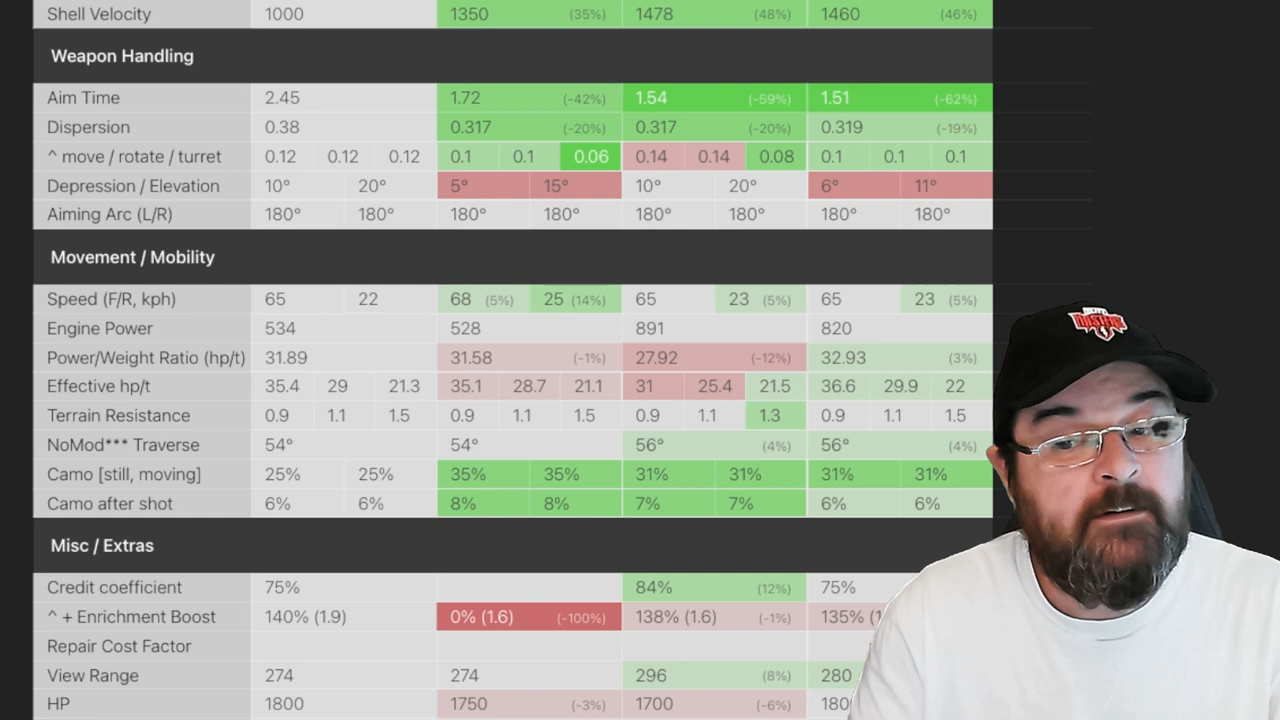 Shell Velocity 1000 1350 (35%) 1478 (48%) 1460 (46%)
Weapon Handling
Aim Time 2.45 1.72 (-42%) 1.54 (-59%) 1.51 (-62%)
Dispersion 0.38 0.317 (-20%) 0.317 (-20%) 0.319 (-19%)
^ move / rotate / turret 0.12 0.12 0.12 0.1 0.1 0.06 0.14 0.14 0.08 0.1 0.1 0.1
Depression / Elevation 10° 20° 5° 15° 10° 20° 6° 11°
Aiming Arc (L/R) 180° 180° 180° 180° 180° 180° 180° 180°
Movement / Mobility
Speed (F/R, kph) 65 22 68 (5%) 25 (14%) 65 23 (5%) 65 23 (5%)
Engine Power 534 528 891 820
Power/Weight Ratio (hp/t) 31.89 31.58 (-1%) 27.92 (-12%) 32.93 (3%)
Effective hp/t 35.4 29 21.3 35.1 28.7 21.1 31 25.4 21.5 36.6 29.9 22
Terrain Resistance 0.9 1.1 1.5 0.9 1.1 1.5 0.9 1.1 1.3 0.9 1.1 1.5
NoMod*** Traverse 54° 54° 56° (4%) 56° (4%)
Camo [still, moving] 25% 25% 35% 35% 31% 31% 31% 31%
Camo after shot 6% 6% 8% 8% 7% 7% 6% 6%
Misc / Extras
Credit coefficient 75% 84% (12%) 75%
^ + Enrichment Boost 140% (1.9) 0% (1.6) (-100%) 138% (1.6) (-1%) 135% (1
Repair Cost Factor
View Range 274 274 296 (8%) 280
HP 1800 1750 (-3%) 1700 (-6%) 180